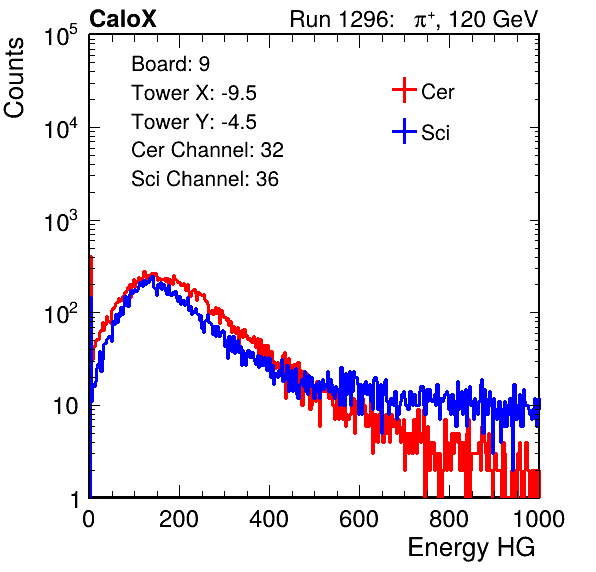 CaloX Run 1296: π⁺, 120 GeV
Counts
10⁵
10⁴
10³
10²
10
1
Board: 9
Tower X: -9.5
Tower Y: -4.5
Cer Channel: 32
Sci Channel: 36
Cer
Sci
0 200 400 600 800 1000
Energy HG